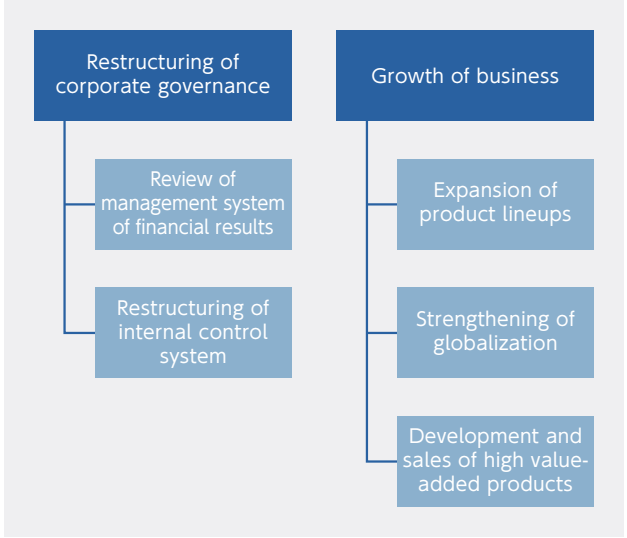 Restructuring of
corporate governance
Review of
management system
of financial results
Restructuring of
internal control
system
Growth of business
Expansion of
product lineups
Strengthening of
globalization
Development and
sales of high value-
added products